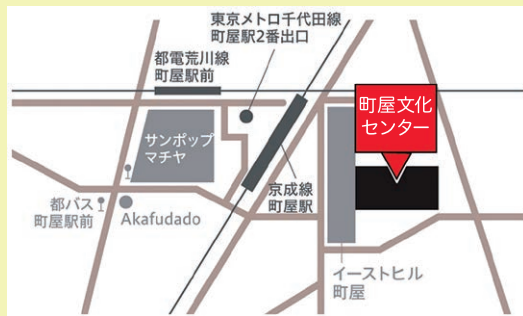 東京メトロ千代田線
町屋駅2番出口
都電荒川線
町屋駅前
町屋文化
センター
サンポップ
マチヤ
京成線
町屋駅
都バス
町屋駅前
Akafudado
イーストヒル
町屋